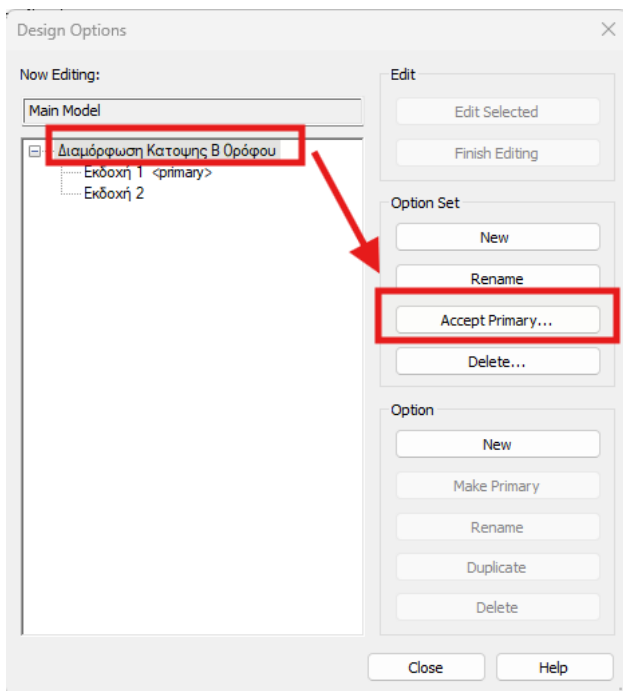 Design Options
Now Editing:
Main Model
Διαμόρφωση Κατοψης Β Ορόφου
Εκδοχή 1 <primary>
Εκδοχή 2
Edit
Edit Selected
Finish Editing
Option Set
New
Rename
Accept Primary...
Delete...
Option
New
Make Primary
Rename
Duplicate
Delete
Close
Help